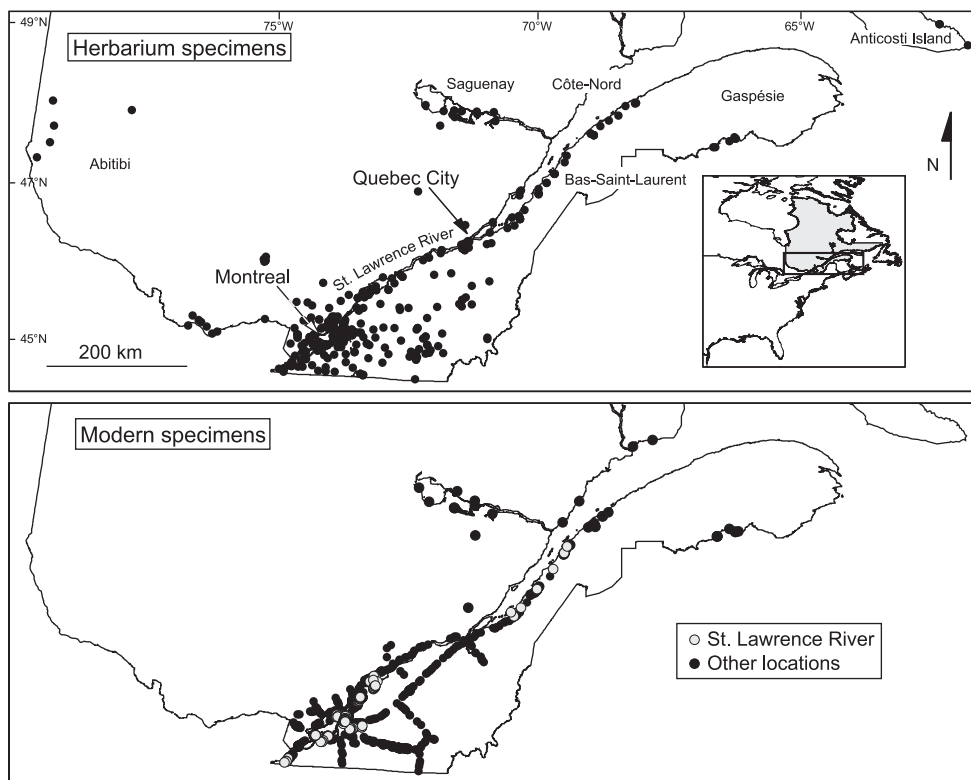 75°W
70°W
65°W
49°N
Herbarium specimens
Anticosti Island
Saguenay
Côte-Nord
Gaspésie
Abitibi
N
47°N
Quebec City
Bas-Saint-Laurent
St. Lawrence River
Montreal
45°N
200 km
Modern specimens
St. Lawrence River
Other locations